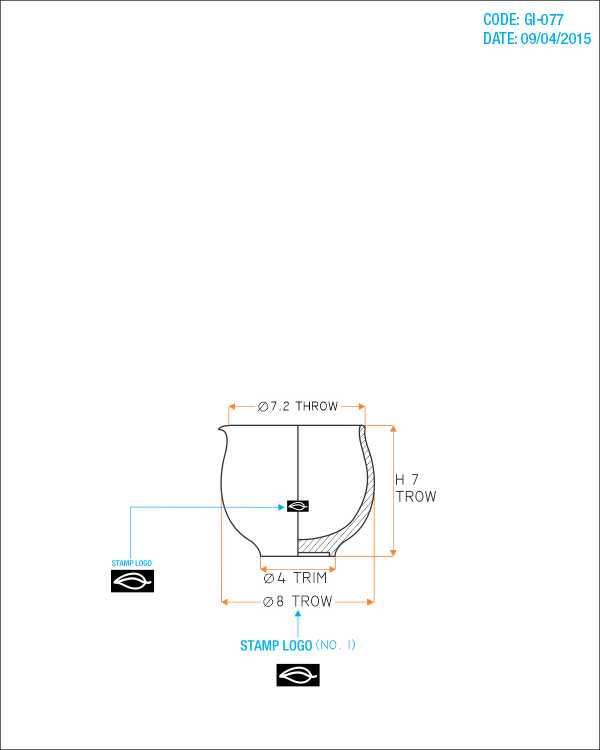 CODE: GI-077
DATE: 09/04/2015
Ø7.2 THROW
H 7
TROW
STAMP LOGO
Ø4 TRIM
Ø8 TROW
STAMP LOGO (NO. 1)